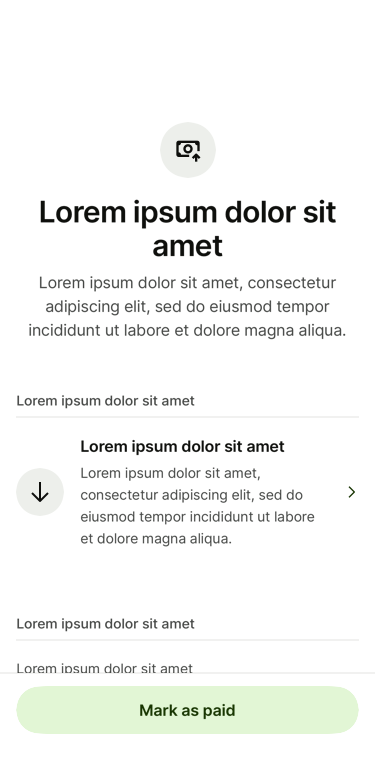 Lorem ipsum dolor sit
amet
Lorem ipsum dolor sit amet, consectetur
adipiscing elit, sed do eiusmod tempor
incididunt ut labore et dolore magna aliqua.
Lorem ipsum dolor sit amet
Lorem ipsum dolor sit amet
Lorem ipsum dolor sit amet,
consectetur adipiscing elit, sed do
eiusmod tempor incididunt ut labore
et dolore magna aliqua.
Lorem ipsum dolor sit amet
Lorem ipsum dolor sit amet
Mark as paid